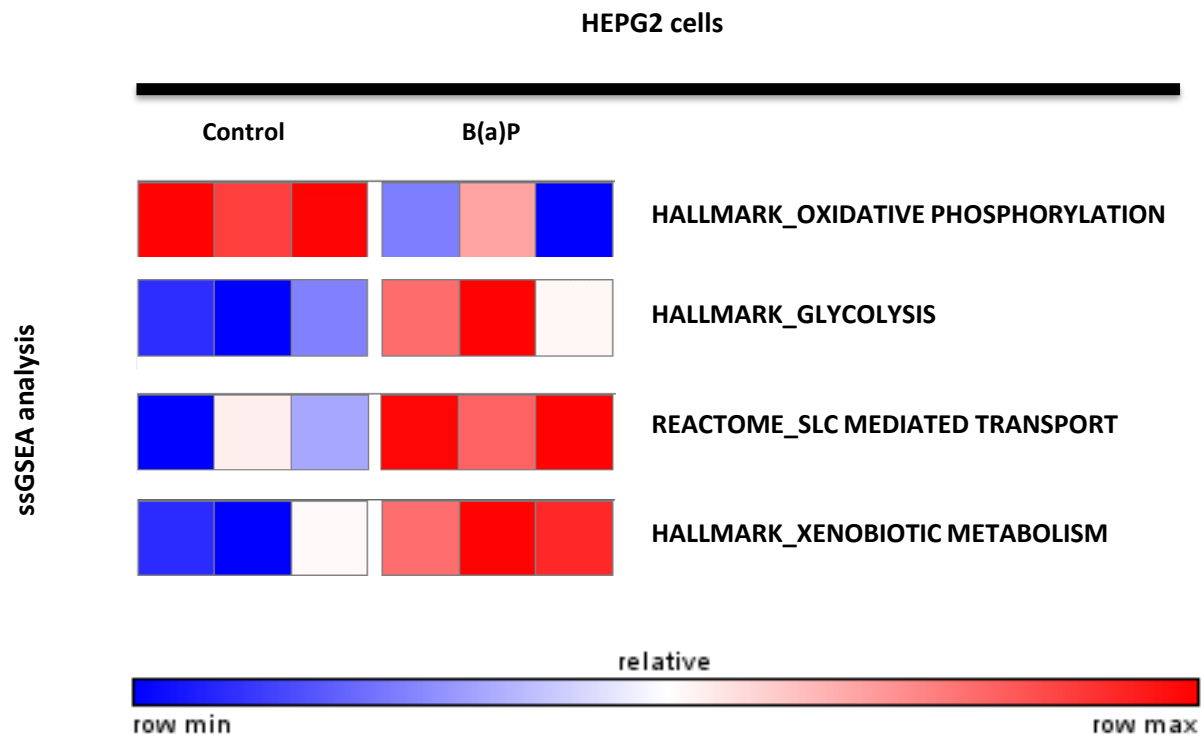 HEPG2 cells
Control
B(a)P
HALLMARK_OXIDATIVE PHOSPHORYLATION
HALLMARK_GLYCOLYSIS
REACTOME_SLC MEDIATED TRANSPORT
HALLMARK_XENOBIOTIC METABOLISM
ssGSEA analysis
relative
row min
row max